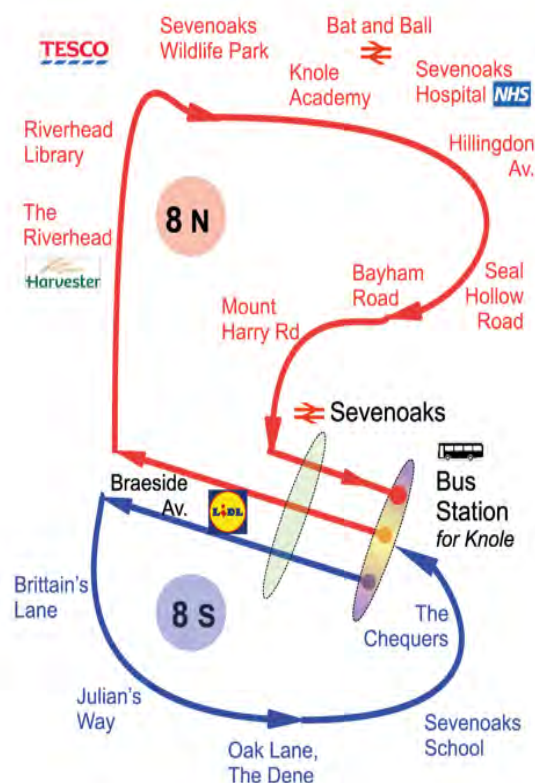 TESCO
Sevenoaks
Wildlife Park
Bat and Ball
Knole
Academy
Sevenoaks
Hospital NHS
Riverhead
Library
Hillingdon
Av.
The
Riverhead
Harvester
8 N
Bayham
Road
Seal
Hollow
Road
Mount
Harry Rd
Sevenoaks
Bus
Station
for Knole
Braeside
Av.
LiDL
Brittain's
Lane
8 S
The
Chequers
Julian's
Way
Sevenoaks
School
Oak Lane,
The Dene